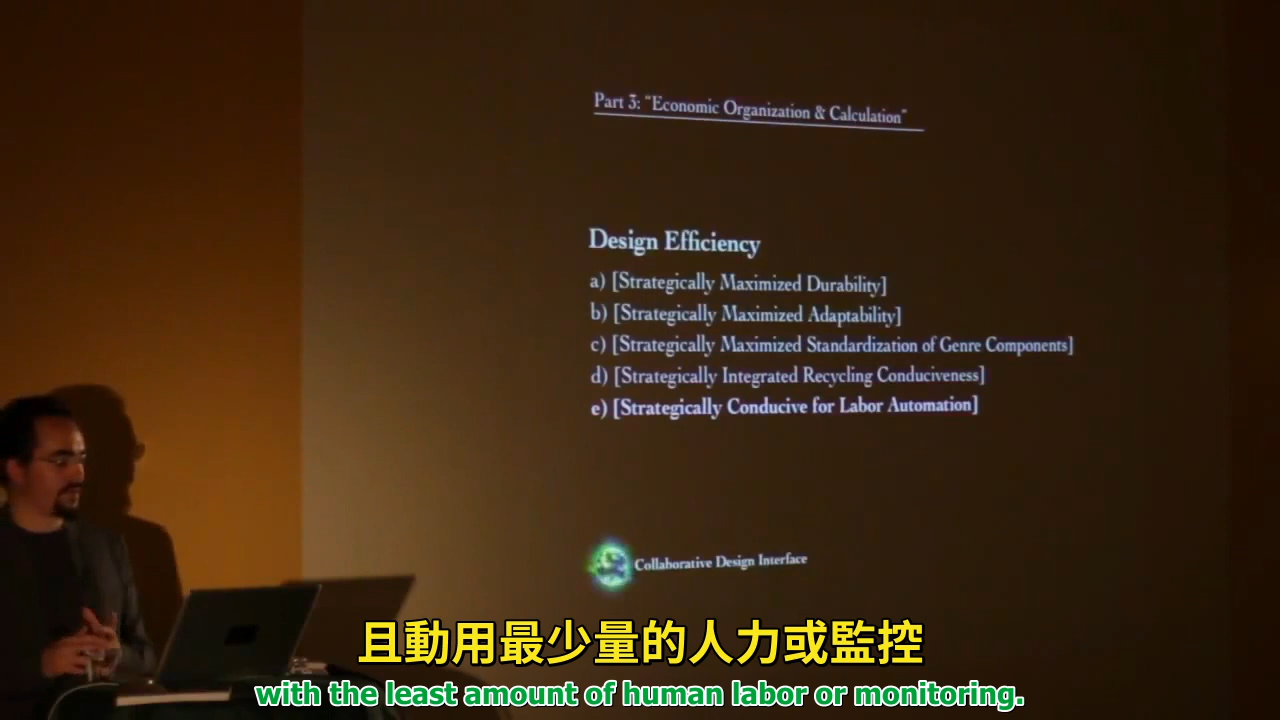 Part 3: "Economic Organization & Calculation"
Design Efficiency
a) [Strategically Maximized Durability]
b) [Strategically Maximized Adaptability]
c) [Strategically Maximized Standardization of Genre Components]
d) [Strategically Integrated Recycling Conduciveness]
e) [Strategically Conducive for Labor Automation]
Collaborative Design Interface
且動用最少量的人力或監控
with the least amount of human labor or monitoring.